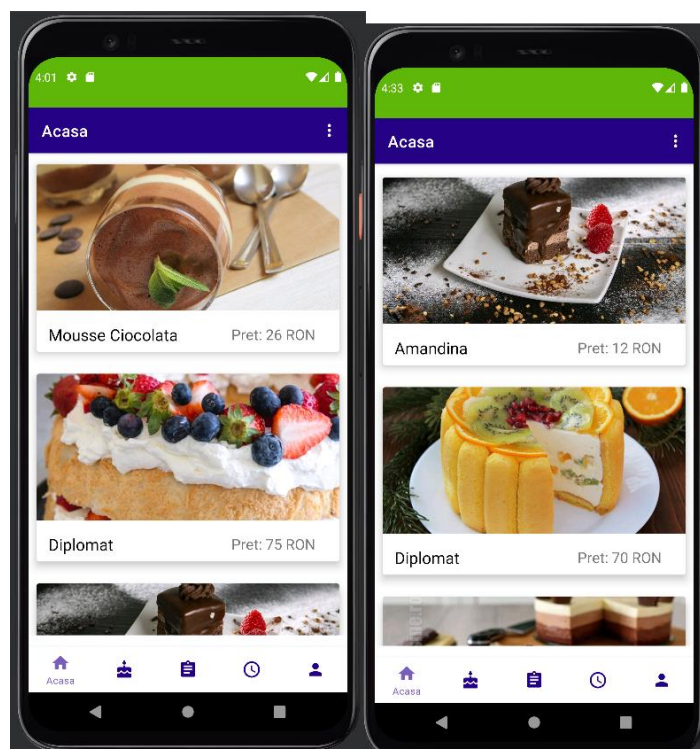 4:01
Acasa
Mousse Ciocolata
Pret: 26 RON
Diplomat
Pret: 75 RON
Acasa
4:33
Acasa
Amandina
Pret: 12 RON
Diplomat
Pret: 70 RON
Acasa